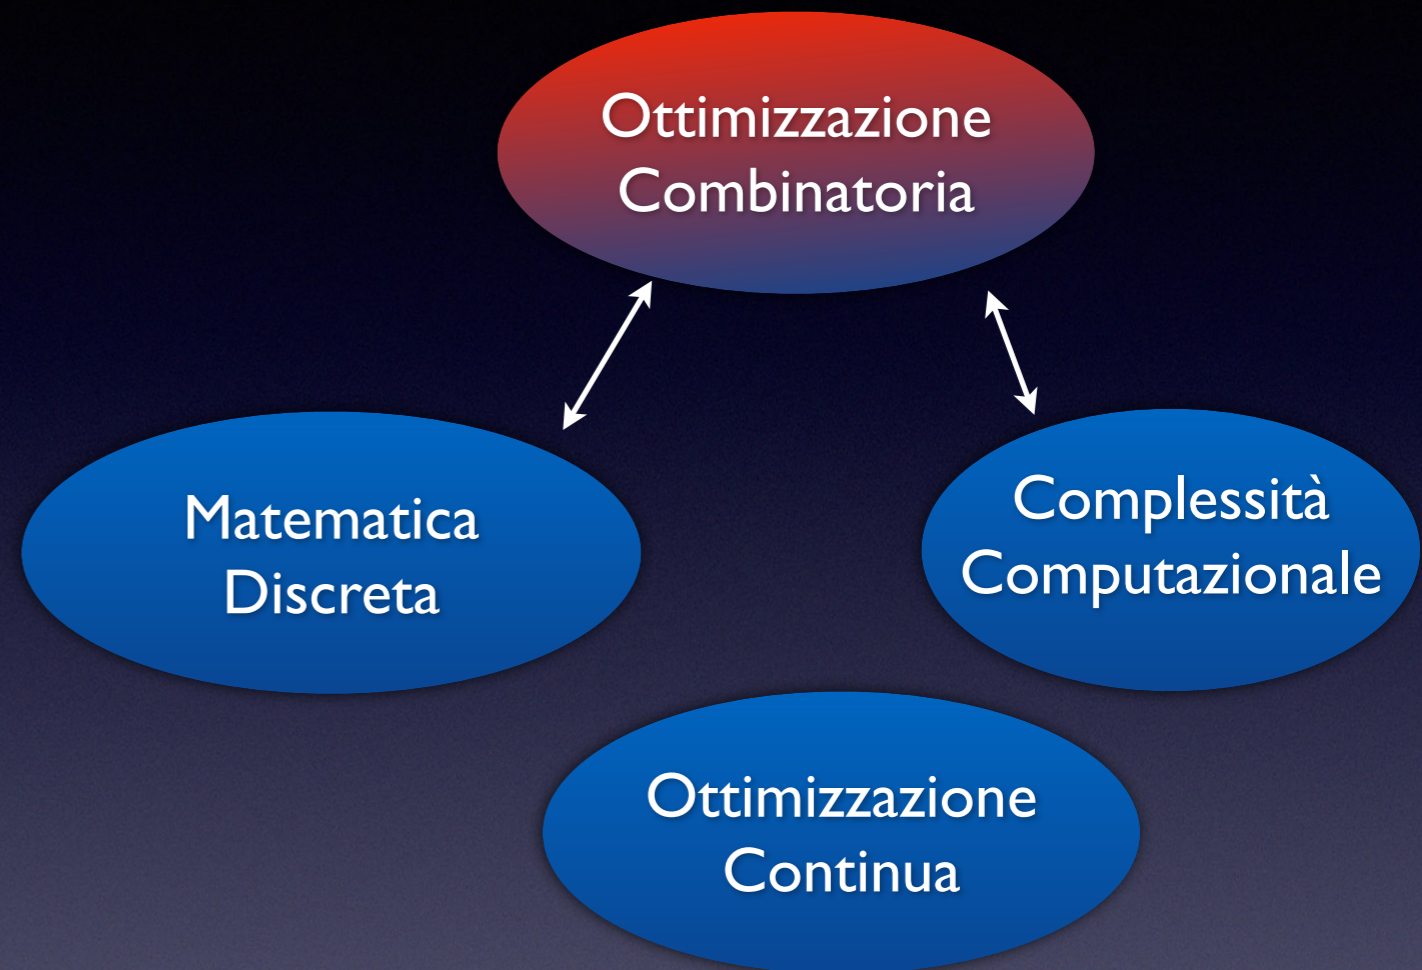 Ottimizzazione
Combinatoria
Matematica
Discreta
Complessità
Computazionale
Ottimizzazione
Continua